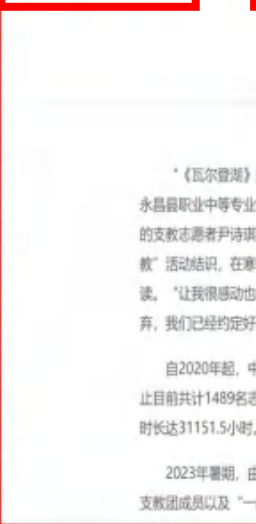 “《瓦尔登湖》
永昌县职业中等专业
的支教志愿者尹诗琪
教”活动结识，在寒
读。“让我很感动也
弃，我们已经约定好
自2020年起，中
止目前共计1489名志
时长达31151.5小时，
2023年暑期，由
支教团成员以及“一